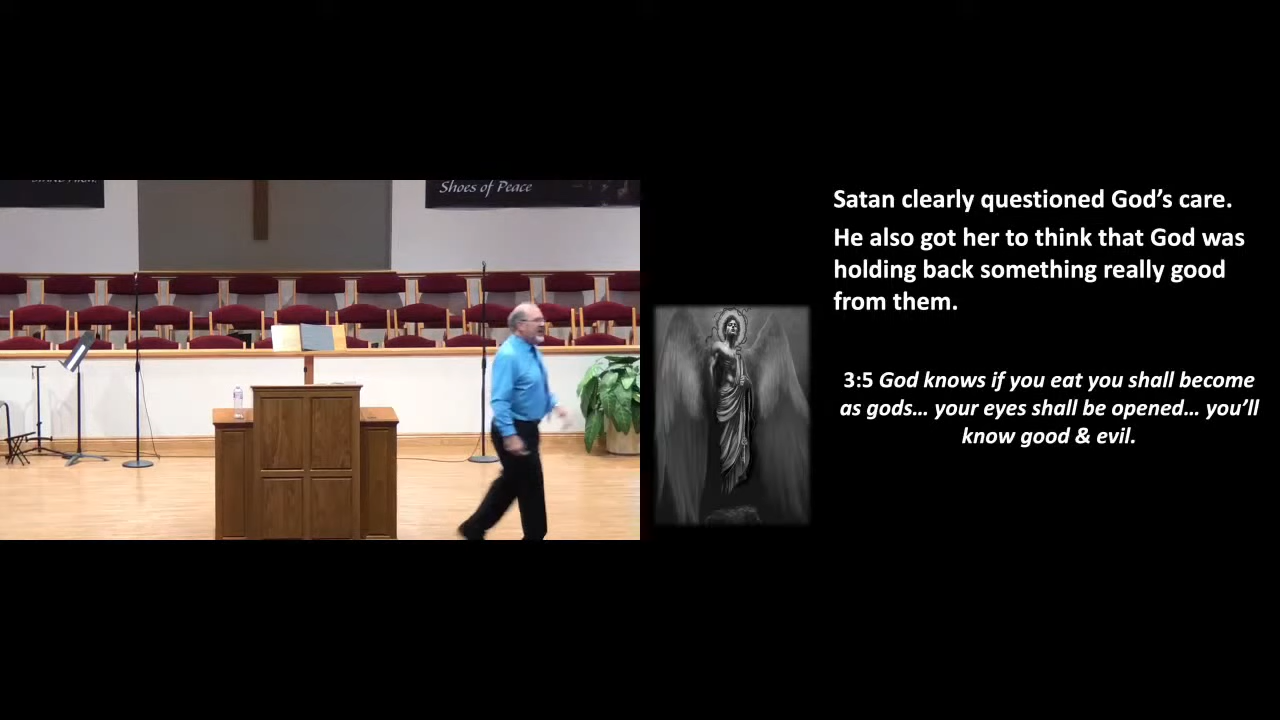 Shoes of Peace
Satan clearly questioned God's care.
He also got her to think that God was
holding back something really good
from them.
3:5 God knows if you eat you shall become
as gods... your eyes shall be opened... you'll
know good & evil.